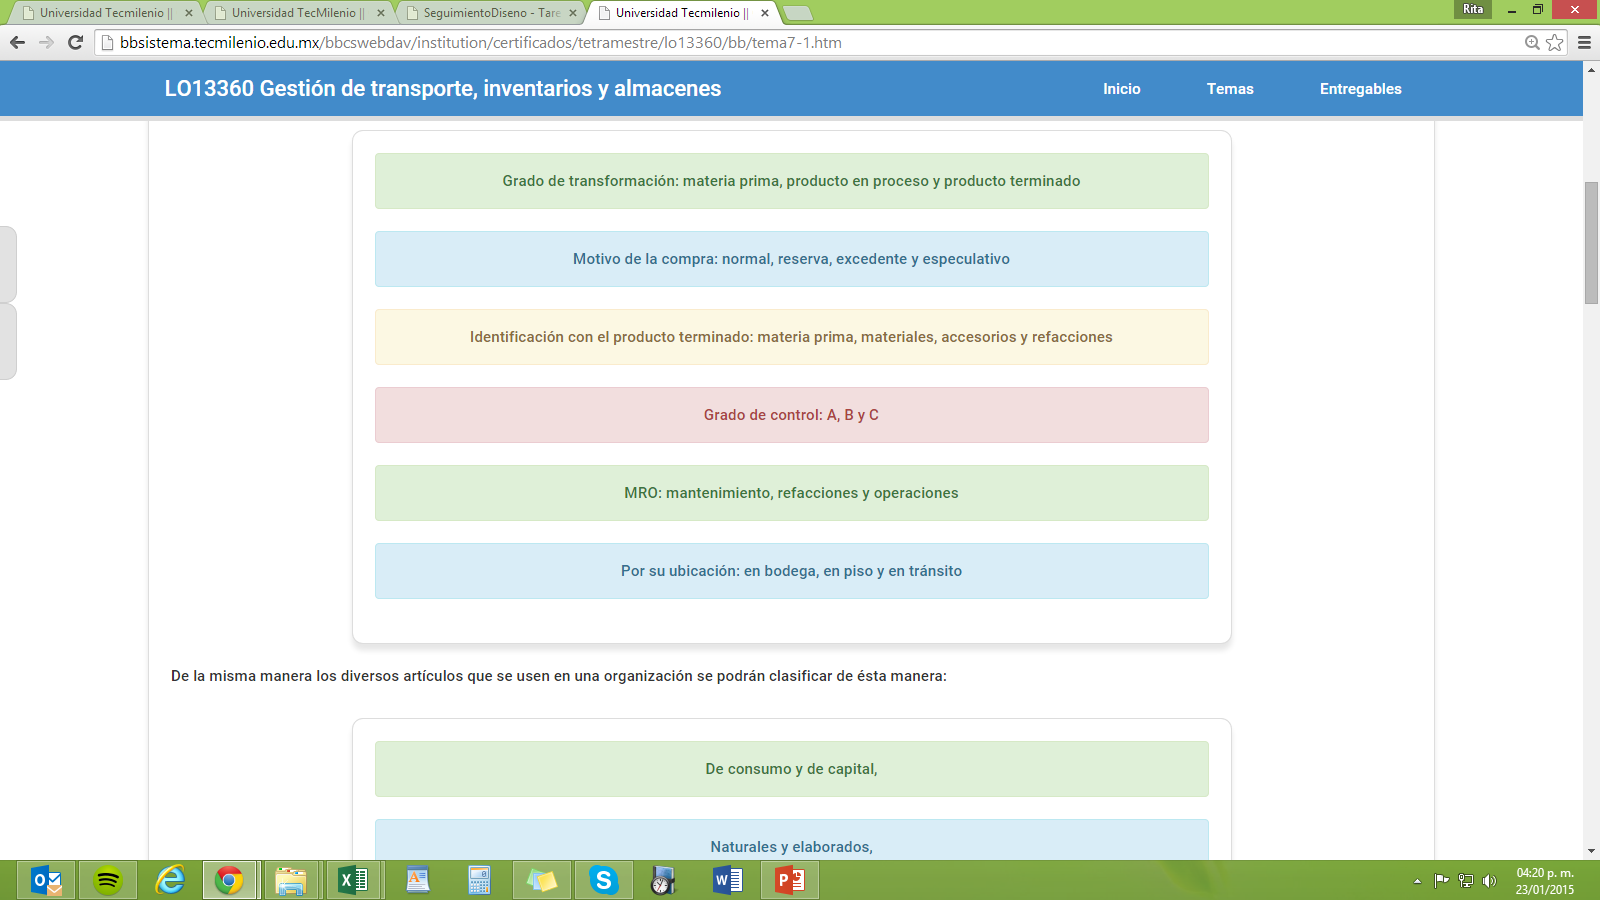 Universidad Tecmilenio ||
Universidad TecMilenio ||
SeguimientoDiseno - Tare
Universidad Tecmilenio ||
Rita
bbsistema.tecmilenio.edu.mx/bbcswebdav/institution/certificados/tetramestre/lo13360/bb/tema7-1.htm
LO13360 Gestión de transporte, inventarios y almacenes
Inicio
Temas
Entregables
Grado de transformación: materia prima, producto en proceso y producto terminado
Motivo de la compra: normal, reserva, excedente y especulativo
Identificación con el producto terminado: materia prima, materiales, accesorios y refacciones
Grado de control: A, B y C
MRO: mantenimiento, refacciones y operaciones
Por su ubicación: en bodega, en piso y en tránsito
De la misma manera los diversos artículos que se usen en una organización se podrán clasificar de ésta manera:
De consumo y de capital,
Naturales y elaborados,
04:20 p. m.
23/01/2015